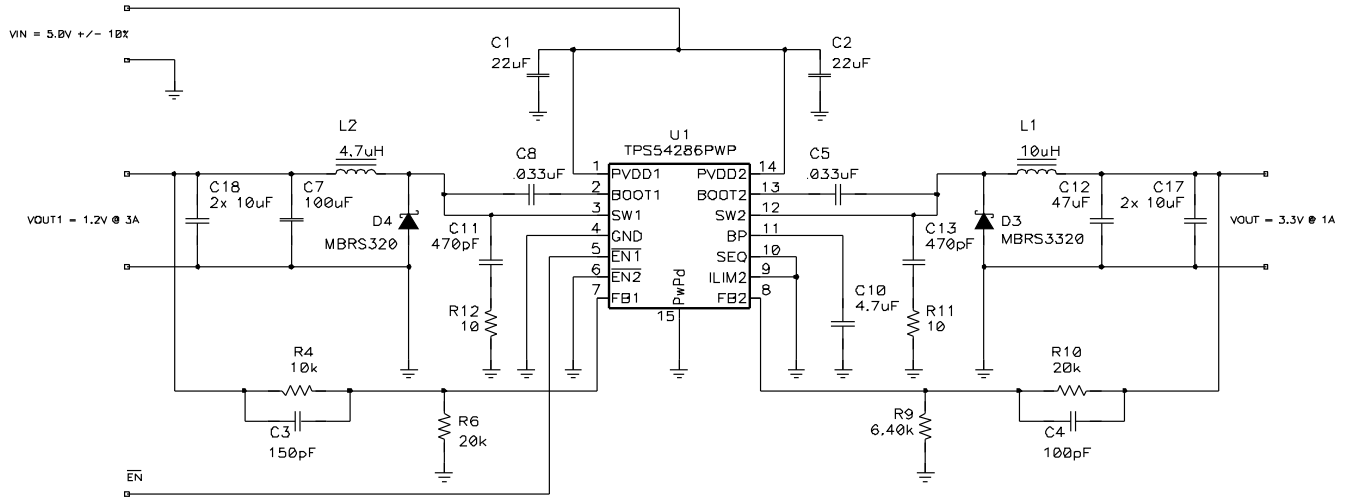 VIN = 5.0V +/- 10%
C1
22uF
C2
22uF
U1
TPS54286PWP
L2
4.7uH
L1
10uH
C8
.033uF
C5
.033uF
1 PVDD1
2 BOOT1
3 SW1
4 GND
5 EN1
6 EN2
7 FB1
PVDD2 14
BOOT2 13
SW2 12
BP 11
SEQ 10
ILIM2 9
FB2 8
PwPd
15
C18
2x 10uF
C7
100uF
D4
MBRS320
VOUT1 = 1.2V @ 3A
C11
470pF
R12
10
C13
470pF
R11
10
C10
4.7uF
D3
MBRS3320
C12
47uF
C17
2x 10uF
VOUT = 3.3V @ 1A
R4
10k
C3
150pF
R6
20k
R9
6.40k
R10
20k
C4
100pF
EN